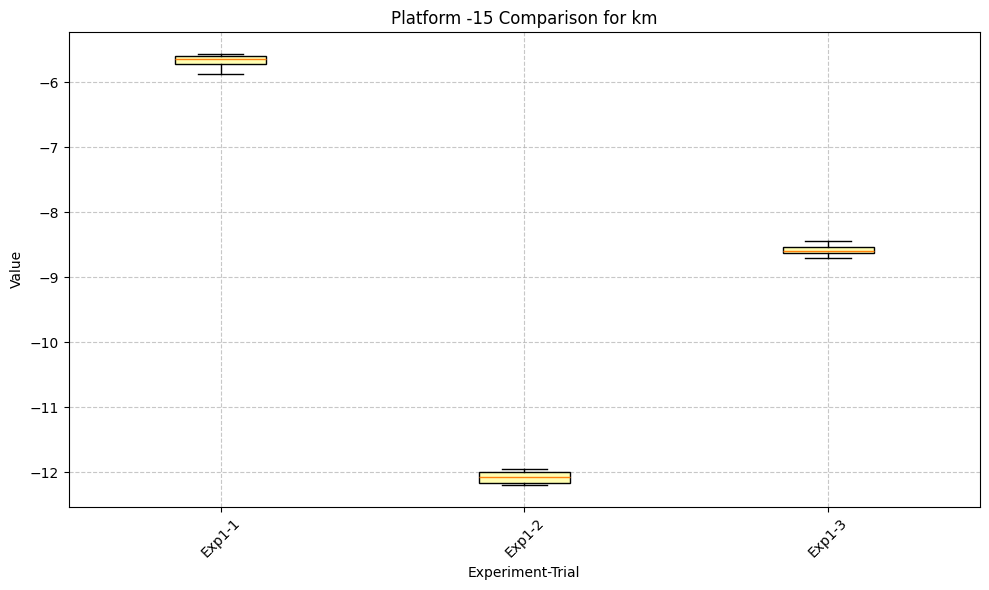 Platform -15 Comparison for km
Value
−6
−7
−8
−9
−10
−11
−12
Exp1-1
Exp1-2
Exp1-3
Experiment-Trial